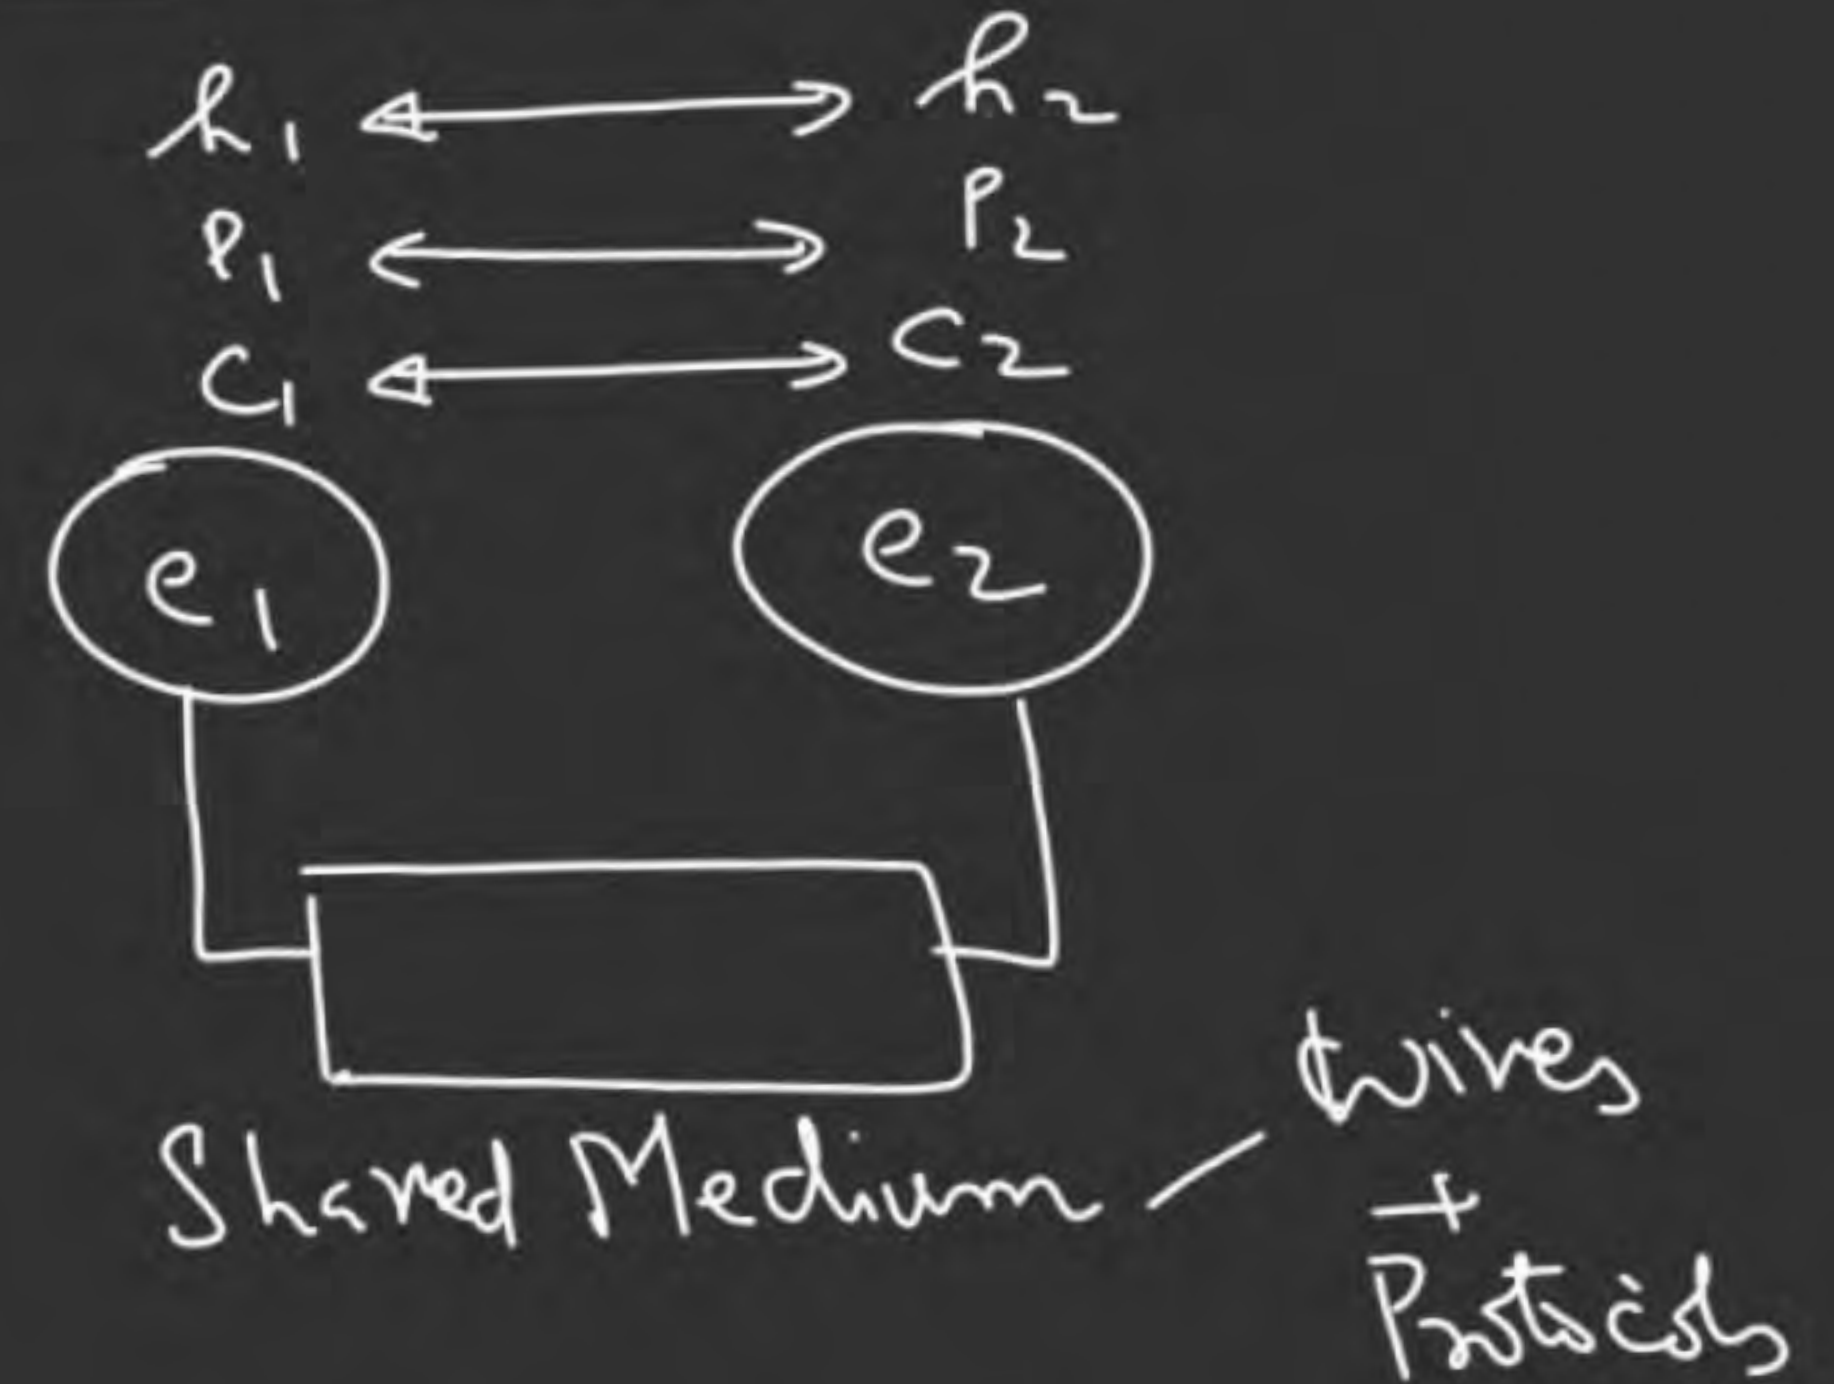 h1 ↔ h2
P1 ↔ P2
C1 ↔ C2
e1 e2
Shared Medium — wires
+
Protocols